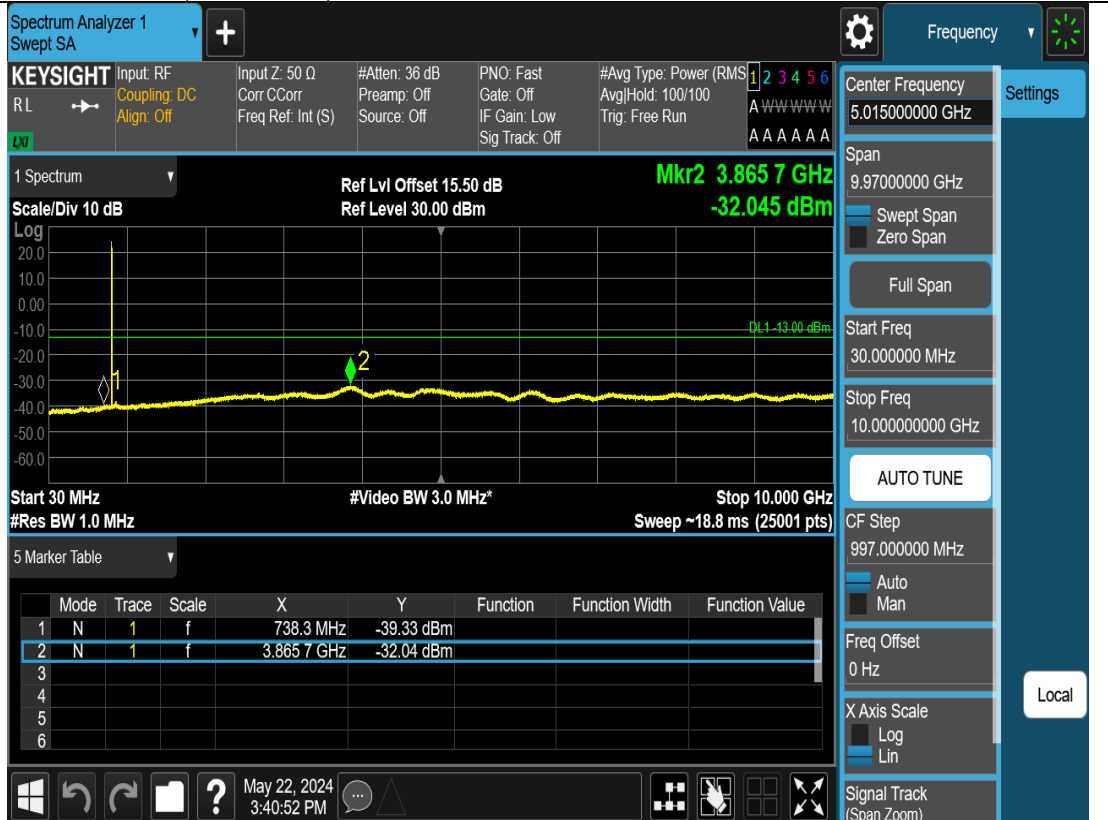 Spectrum Analyzer 1
Swept SA
+
Frequency
KEYSIGHT
RL
LXI
Input: RF
Coupling: DC
Align: Off
Input Z: 50 Ω
Corr CCorr
Freq Ref: Int (S)
#Atten: 36 dB
Preamp: Off
Source: Off
PNO: Fast
Gate: Off
IF Gain: Low
Sig Track: Off
#Avg Type: Power (RMS
Avg|Hold: 100/100
Trig: Free Run
1 2 3 4 5 6
A W W W W W
A A A A A A
1 Spectrum
Scale/Div 10 dB
Ref Lvl Offset 15.50 dB
Ref Level 30.00 dBm
Mkr2 3.865 7 GHz
-32.045 dBm
Log
20.0
10.0
0.00
-10.0
-20.0
-30.0
-40.0
-50.0
-60.0
DL1 -13.00 dBm
1
2
Start 30 MHz
#Video BW 3.0 MHz*
Stop 10.000 GHz
#Res BW 1.0 MHz
Sweep ~18.8 ms (25001 pts)
5 Marker Table
Mode Trace Scale X Y Function Function Width Function Value
1 N 1 f 738.3 MHz -39.33 dBm
2 N 1 f 3.865 7 GHz -32.04 dBm
3
4
5
6
May 22, 2024
3:40:52 PM
Center Frequency
5.015000000 GHz
Span
9.97000000 GHz
Swept Span
Zero Span
Full Span
Start Freq
30.000000 MHz
Stop Freq
10.000000000 GHz
AUTO TUNE
CF Step
997.000000 MHz
Auto
Man
Freq Offset
0 Hz
X Axis Scale
Log
Lin
Signal Track
(Span Zoom)
Settings
Local